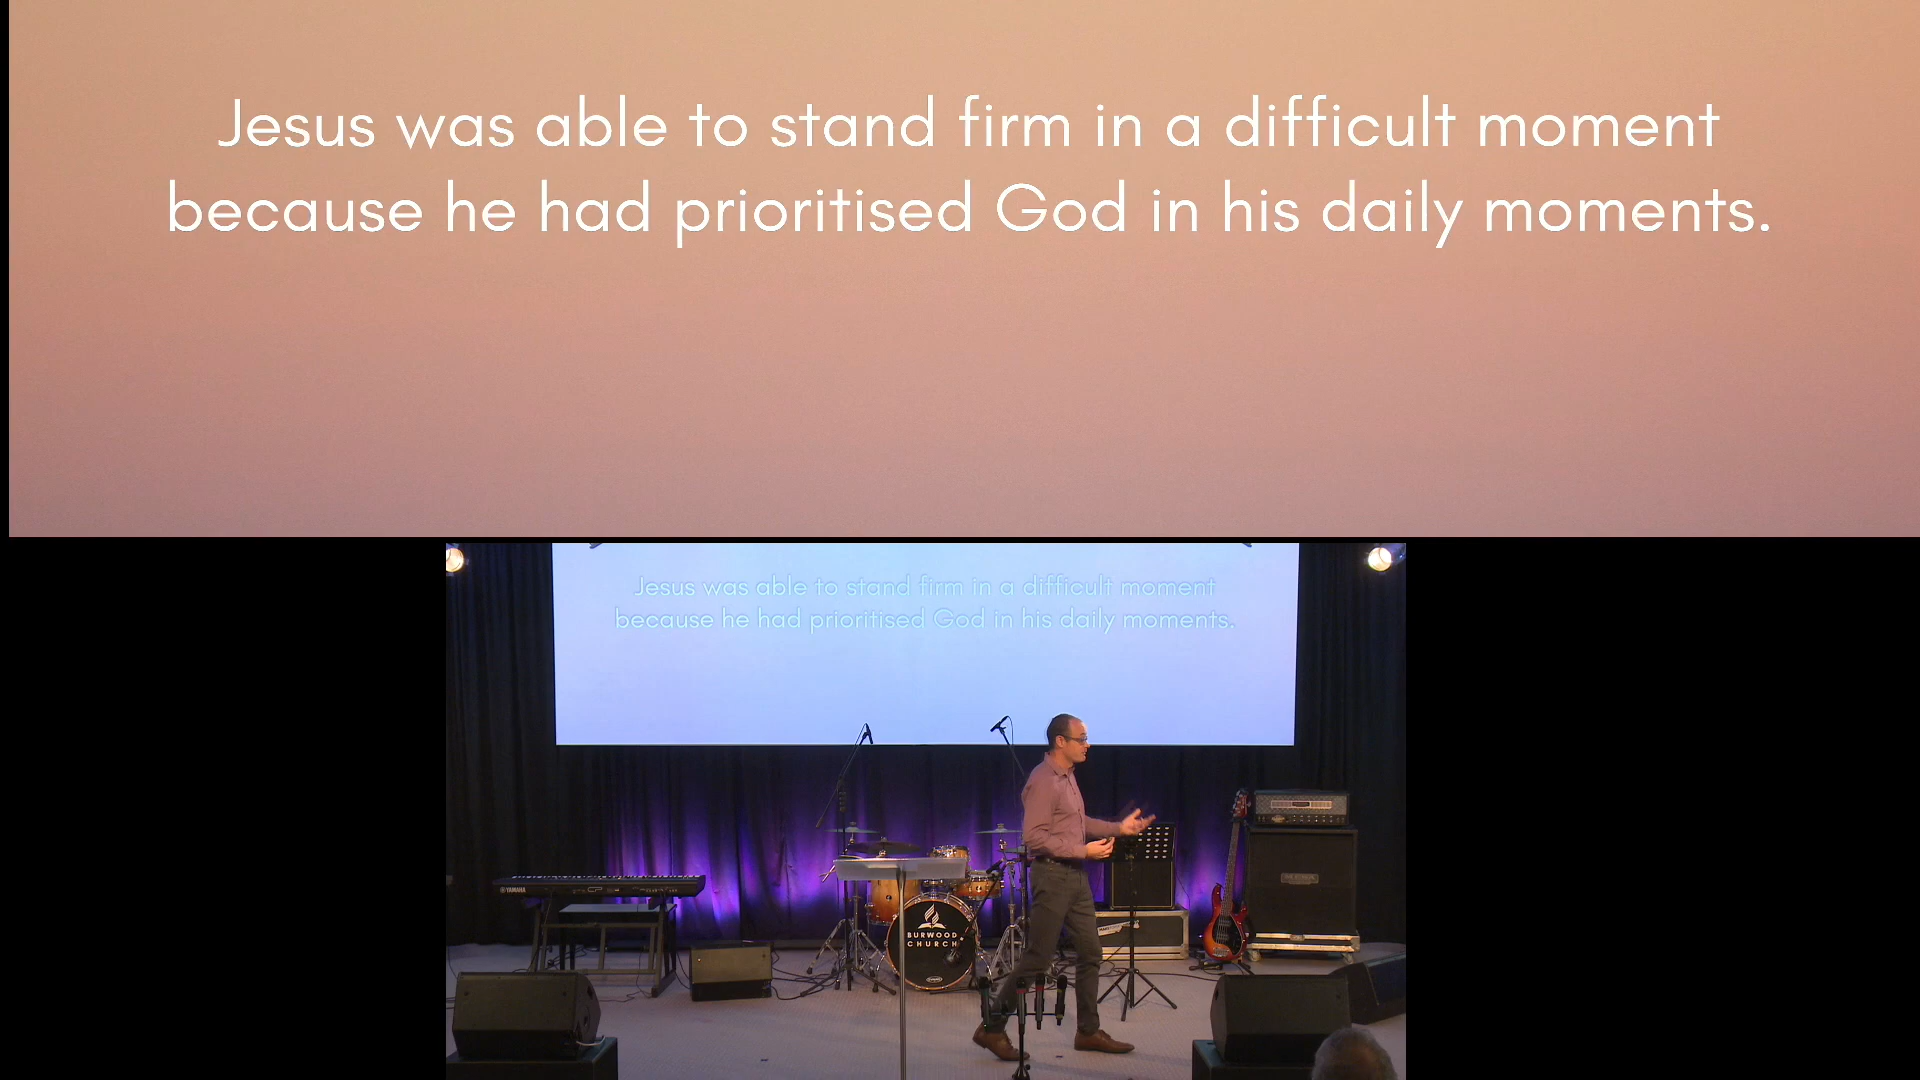 Jesus was able to stand firm in a difficult moment
because he had prioritised God in his daily moments.
Jesus was able to stand firm in a difficult moment
because he had prioritised God in his daily moments.
YAMAHA
CP
BURWOOD
CHURCH